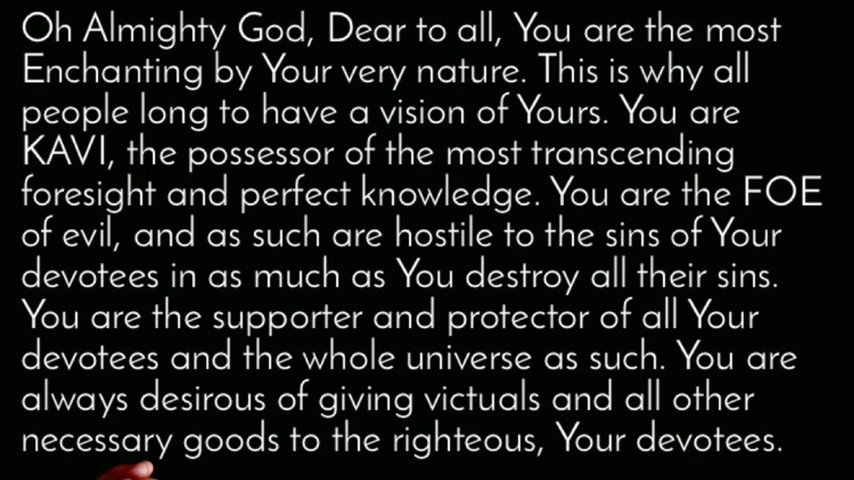 Oh Almighty God, Dear to all, You are the most
Enchanting by Your very nature. This is why all
people long to have a vision of Yours. You are
KAVI, the possessor of the most transcending
foresight and perfect knowledge. You are the FOE
of evil, and as such are hostile to the sins of Your
devotees in as much as You destroy all their sins.
You are the supporter and protector of all Your
devotees and the whole universe as such. You are
always desirous of giving victuals and all other
necessary goods to the righteous, Your devotees.